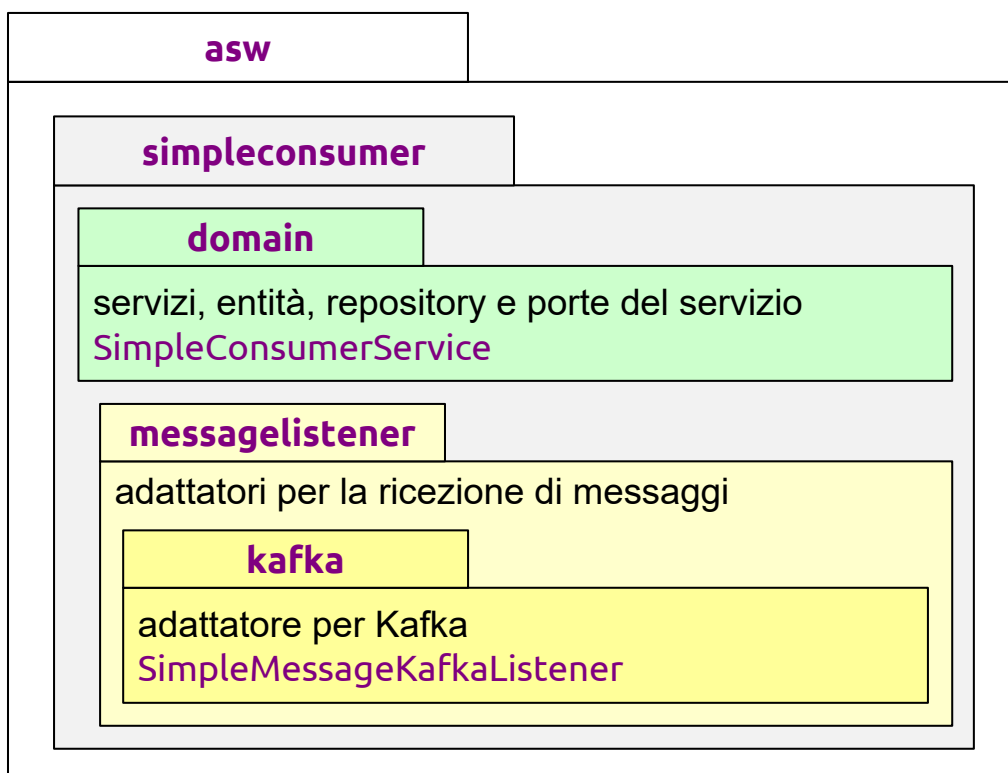 asw
simpleconsumer
domain
servizi, entità, repository e porte del servizio
SimpleConsumerService
messagelistener
adattatori per la ricezione di messaggi
kafka
adattatore per Kafka
SimpleMessageKafkaListener